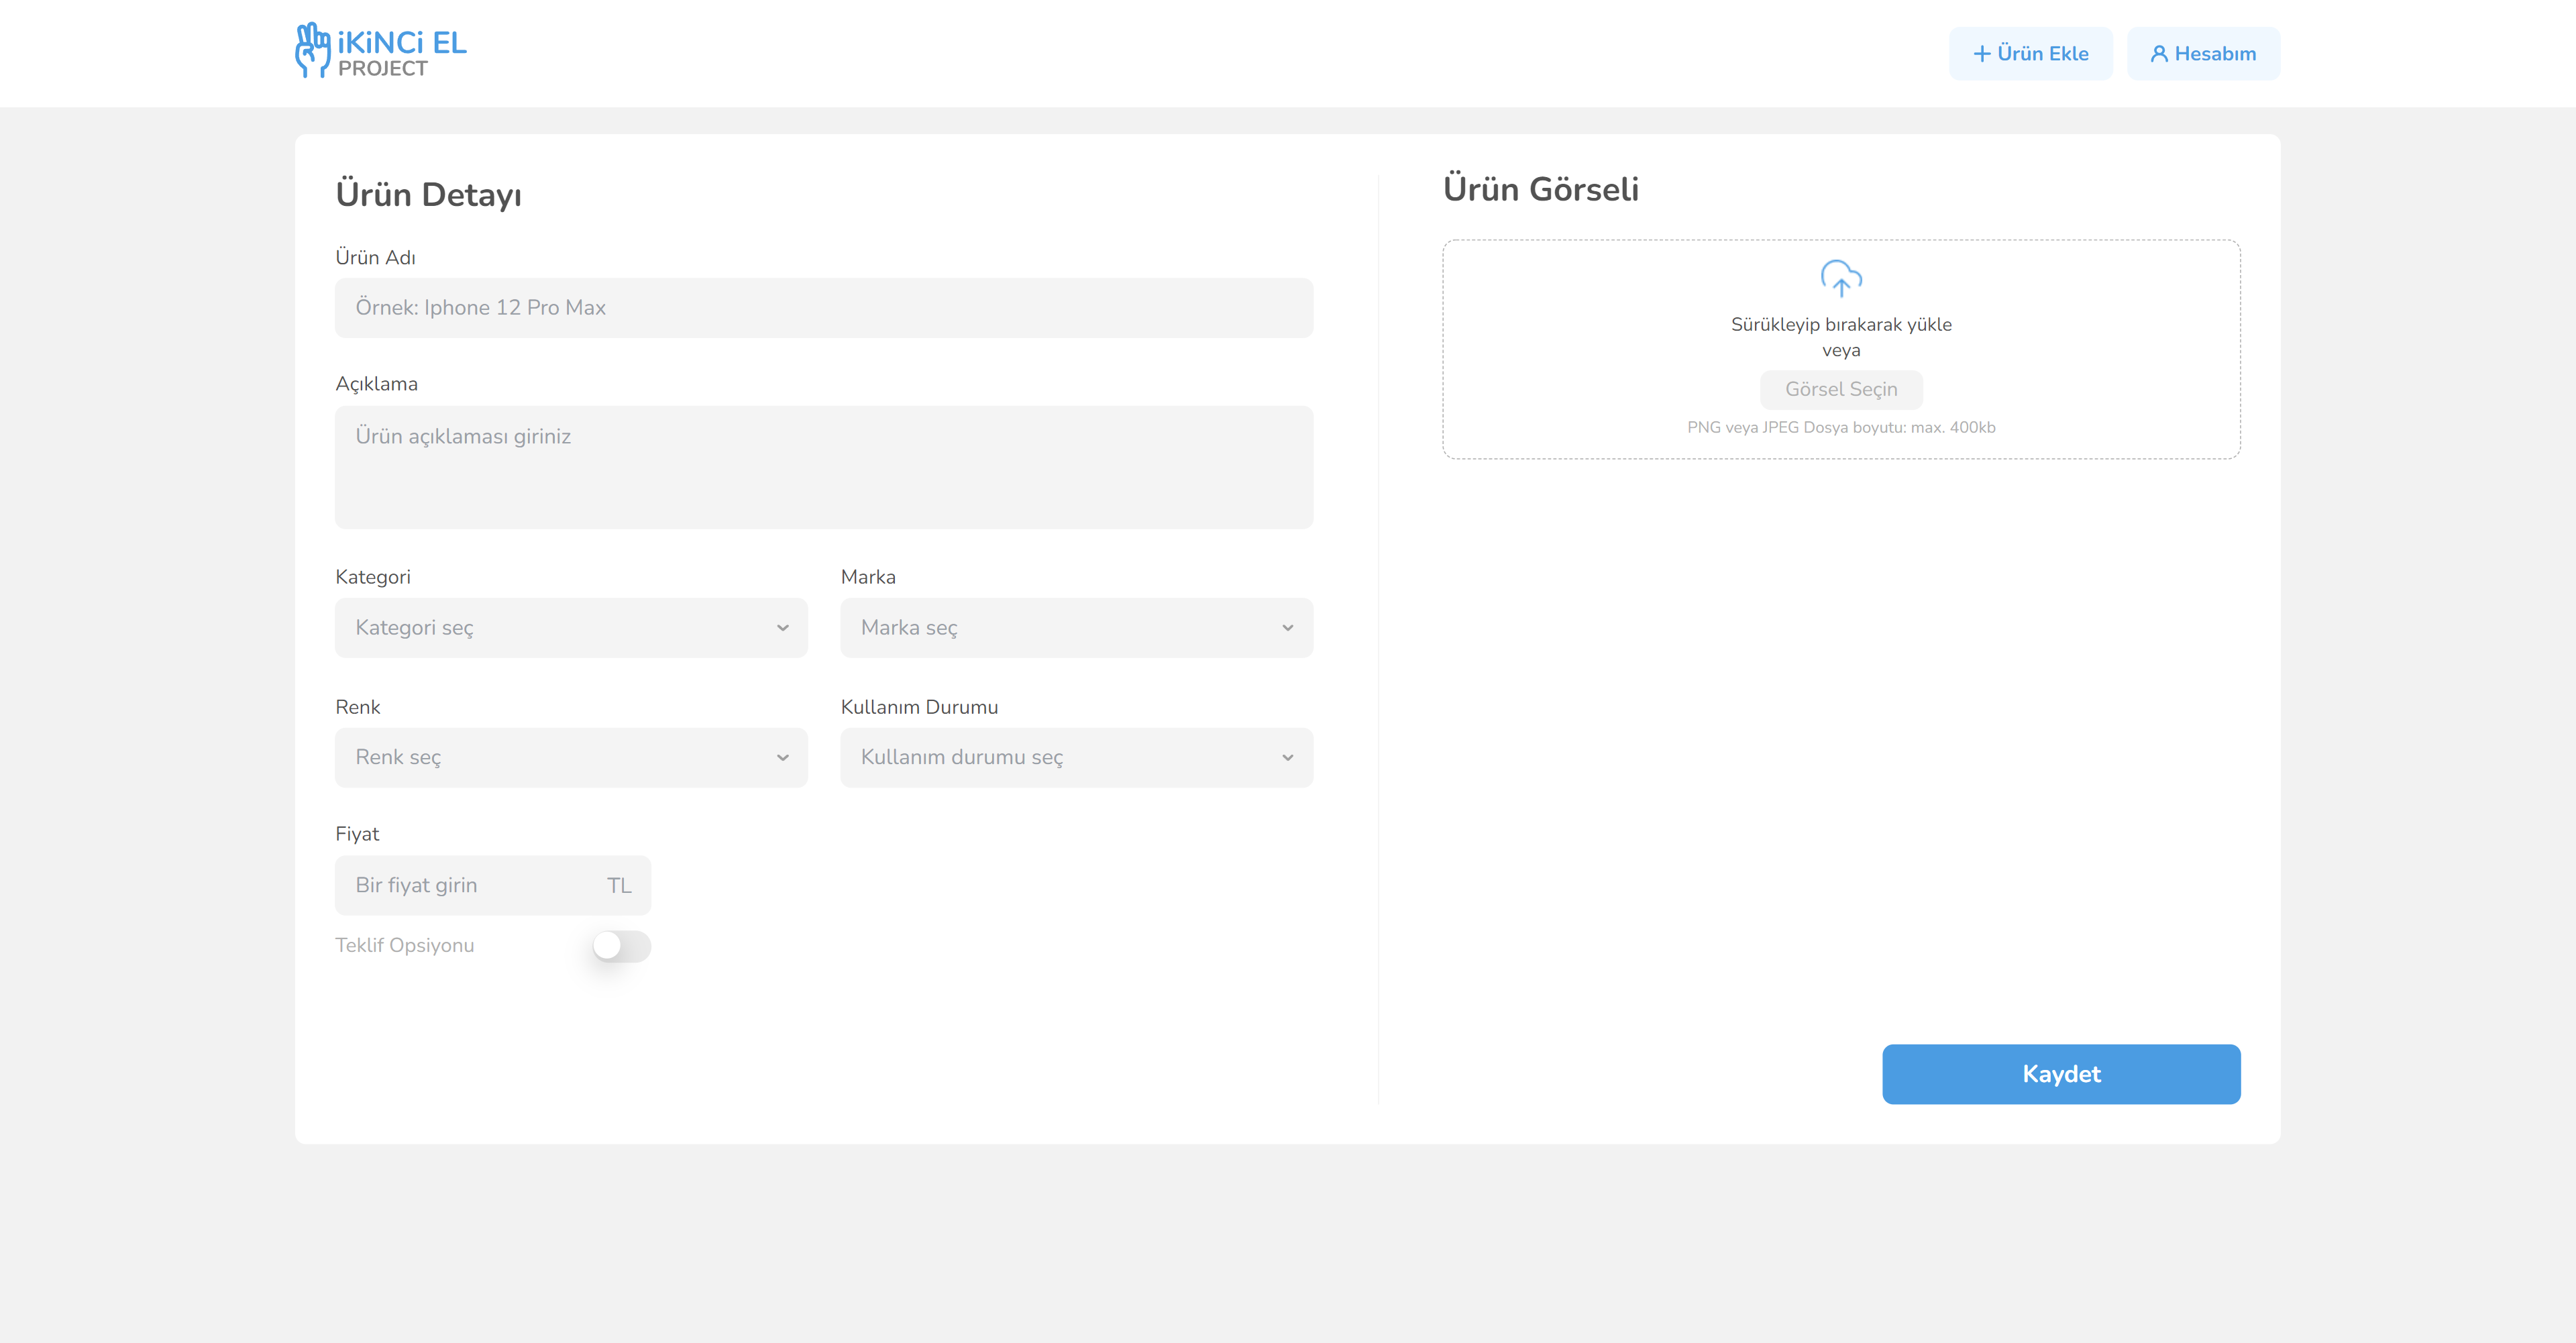 iKiNCi EL
PROJECT
Ürün Ekle
Hesabım
Ürün Detayı
Ürün Adı
Örnek: Iphone 12 Pro Max
Açıklama
Ürün açıklaması giriniz
Kategori
Marka
Kategori seç
Marka seç
Renk
Kullanım Durumu
Renk seç
Kullanım durumu seç
Fiyat
Bir fiyat girin TL
Teklif Opsiyonu
Ürün Görseli
Sürükleyip bırakarak yükle
veya
Görsel Seçin
PNG veya JPEG Dosya boyutu: max. 400kb
Kaydet